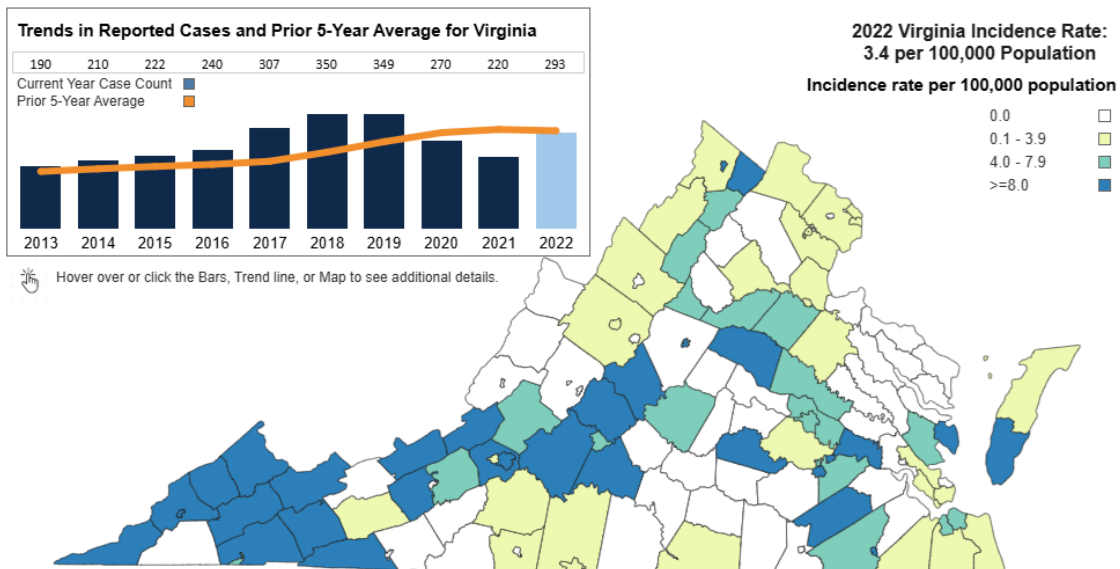 Trends in Reported Cases and Prior 5-Year Average for Virginia
190 210 222 240 307 350 349 270 220 293
Current Year Case Count
Prior 5-Year Average
2013 2014 2015 2016 2017 2018 2019 2020 2021 2022
Hover over or click the Bars, Trend line, or Map to see additional details.
2022 Virginia Incidence Rate:
3.4 per 100,000 Population
Incidence rate per 100,000 population
0.0
0.1 - 3.9
4.0 - 7.9
>=8.0